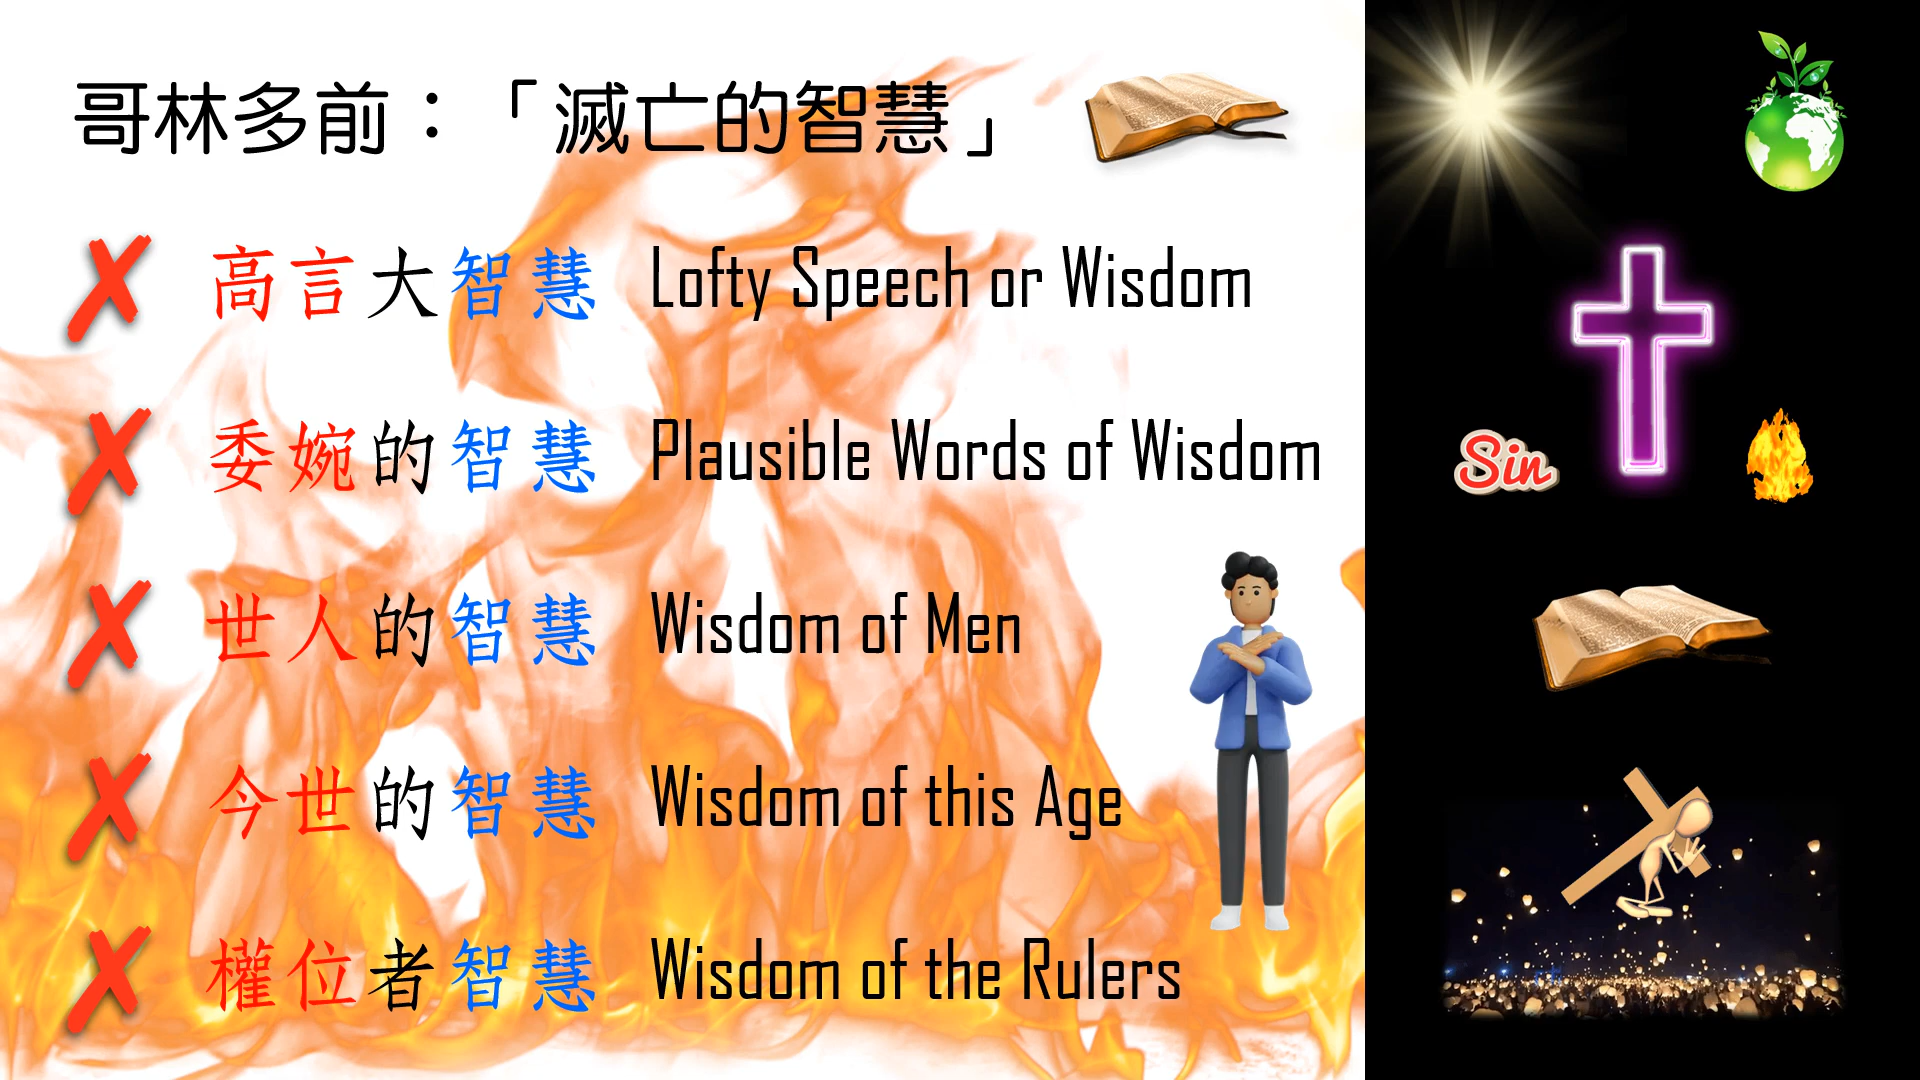 哥林多前：「滅亡的智慧」
✗ 高言大智慧 Lofty Speech or Wisdom
✗ 委婉的智慧 Plausible Words of Wisdom
✗ 世人的智慧 Wisdom of Men
✗ 今世的智慧 Wisdom of this Age
✗ 權位者智慧 Wisdom of the Rulers
Sin